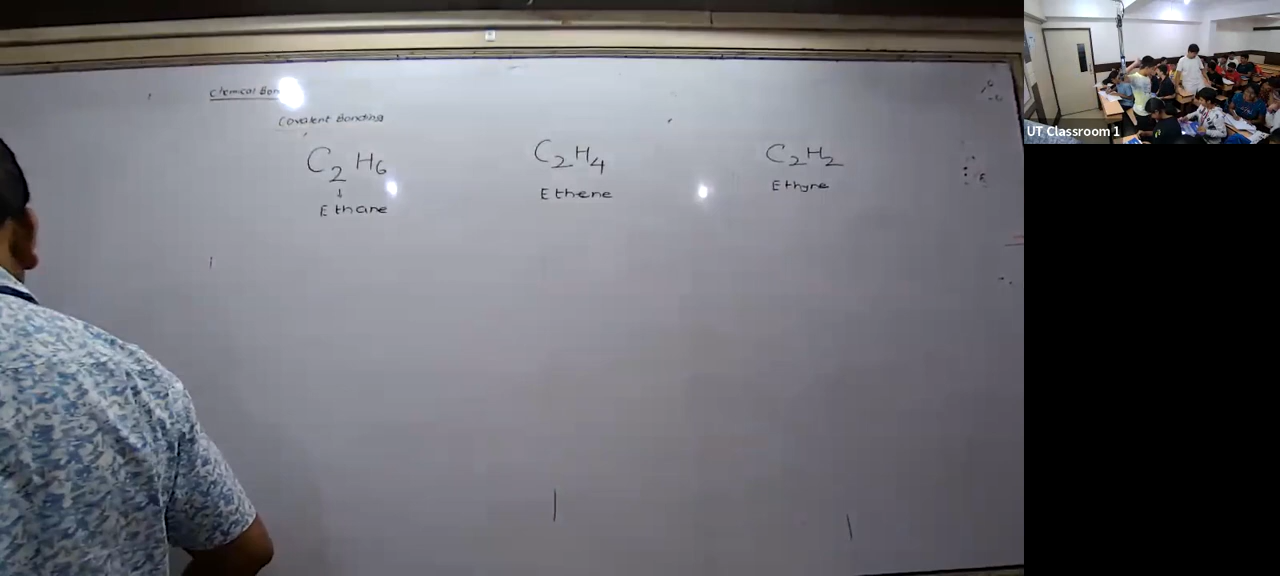 Chemical Bon
Covalent Bonding
C2H6 C2H4 C2H2
Ethane Ethene Ethyne
UT Classroom 1